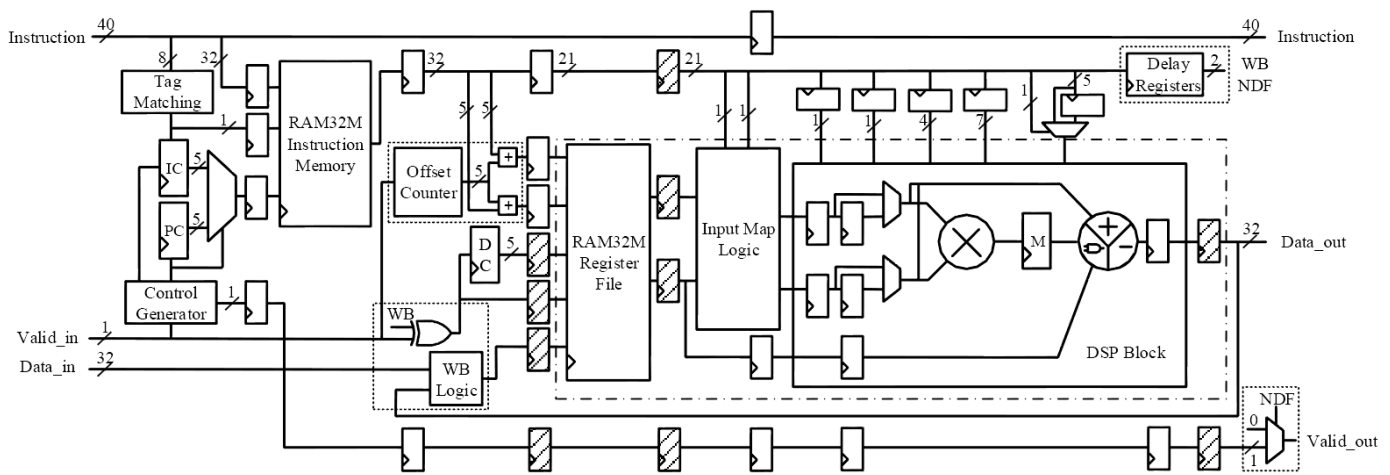 40
40
Instruction
Instruction
8
32
32
21
21
5
2
WB
NDF
Delay
Registers
Tag
Matching
1
RAM32M
Instruction
Memory
5
5
1
1
1
1
1
4
7
IC
5
Offset
Counter
5
+
+
PC
5
RAM32M
Register
File
Input Map
Logic
D
C
5
M
+
-
32
Data_out
Control
Generator
1
WB
Valid_in
1
Data_in
32
WB
Logic
DSP Block
NDF
0
1
Valid_out